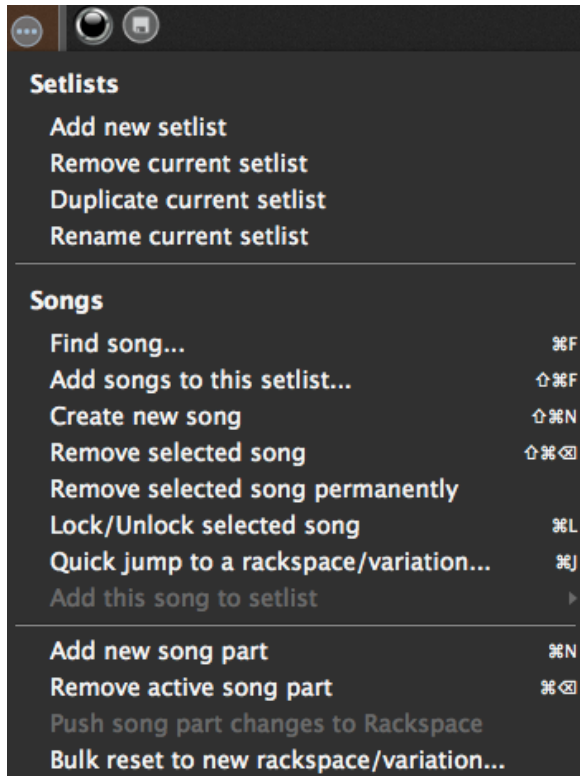 Setlists
Add new setlist
Remove current setlist
Duplicate current setlist
Rename current setlist
Songs
Find song... ⌘F
Add songs to this setlist... ⇧⌘F
Create new song ⇧⌘N
Remove selected song ⇧⌘⌫
Remove selected song permanently
Lock/Unlock selected song ⌘L
Quick jump to a rackspace/variation... ⌘J
Add this song to setlist
Add new song part ⌘N
Remove active song part ⌘⌫
Push song part changes to Rackspace
Bulk reset to new rackspace/variation...